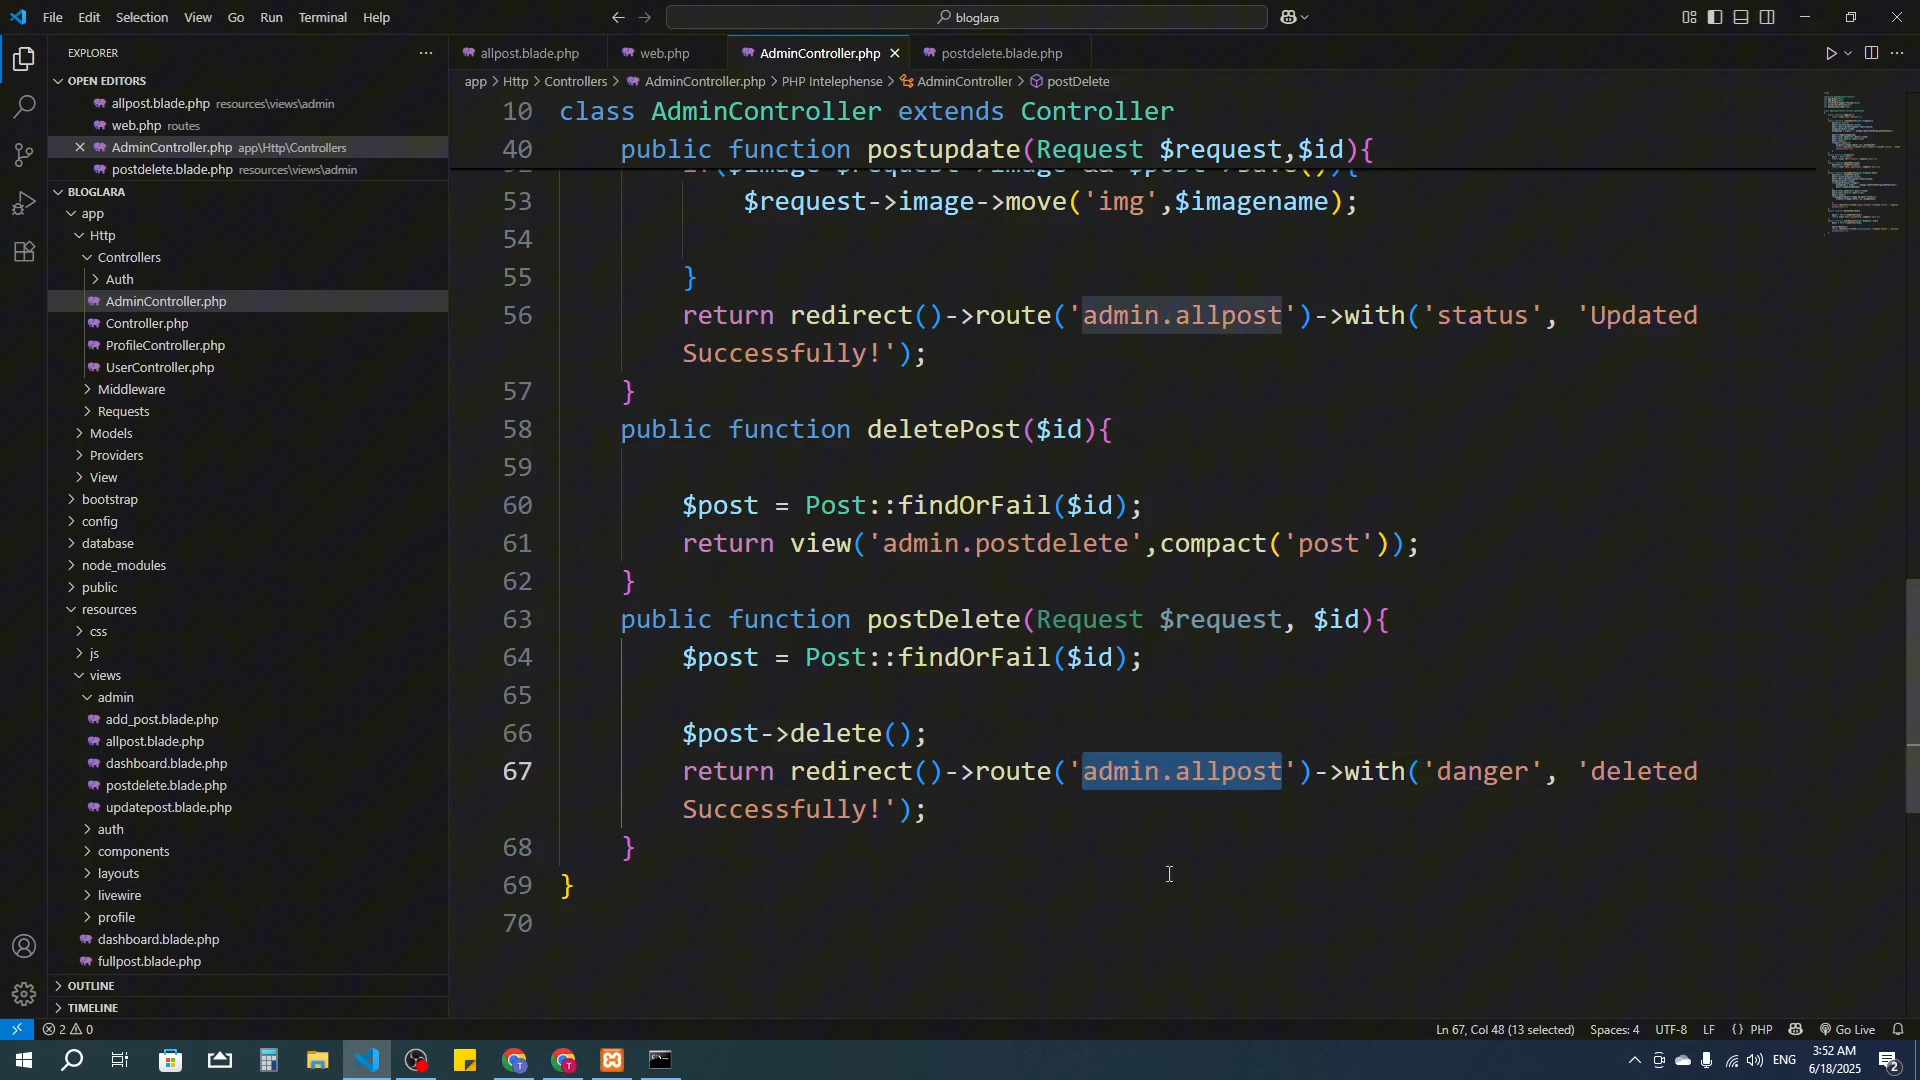 File Edit Selection View Go Run Terminal Help
bloglara
EXPLORER
OPEN EDITORS
allpost.blade.php resources\views\admin
web.php routes
AdminController.php app\Http\Controllers
postdelete.blade.php resources\views\admin
BLOGLARA
app
Http
Controllers
Auth
AdminController.php
Controller.php
ProfileController.php
UserController.php
Middleware
Requests
Models
Providers
View
bootstrap
config
database
node_modules
public
resources
css
js
views
admin
add_post.blade.php
allpost.blade.php
dashboard.blade.php
postdelete.blade.php
updatepost.blade.php
auth
components
layouts
livewire
profile
dashboard.blade.php
fullpost.blade.php
OUTLINE
TIMELINE
allpost.blade.php web.php AdminController.php postdelete.blade.php
app > Http > Controllers > AdminController.php > PHP Intelephense > AdminController > postDelete
10 class AdminController extends Controller
40 public function postupdate(Request $request,$id){
53 $request->image->move('img',$imagename);
54
55 }
56 return redirect()->route('admin.allpost')->with('status', 'Updated
Successfully!');
57 }
58 public function deletePost($id){
59
60 $post = Post::findOrFail($id);
61 return view('admin.postdelete',compact('post'));
62 }
63 public function postDelete(Request $request, $id){
64 $post = Post::findOrFail($id);
65
66 $post->delete();
67 return redirect()->route('admin.allpost')->with('danger', 'deleted
Successfully!');
68 }
69 }
70
2 0
Ln 67, Col 48 (13 selected) Spaces: 4 UTF-8 LF {} PHP Go Live
ENG
3:52 AM
6/18/2025
2